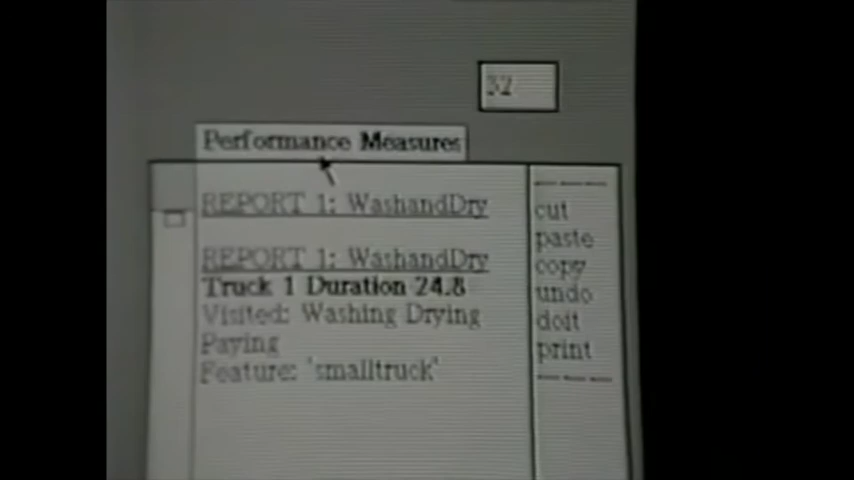 32
Performance Measures
REPORT 1: WashandDry
REPORT 1: WashandDry
Truck 1 Duration 24.8
Visited: Washing Drying
Paying
Feature: 'smalltruck'
cut
paste
copy
undo
doit
print